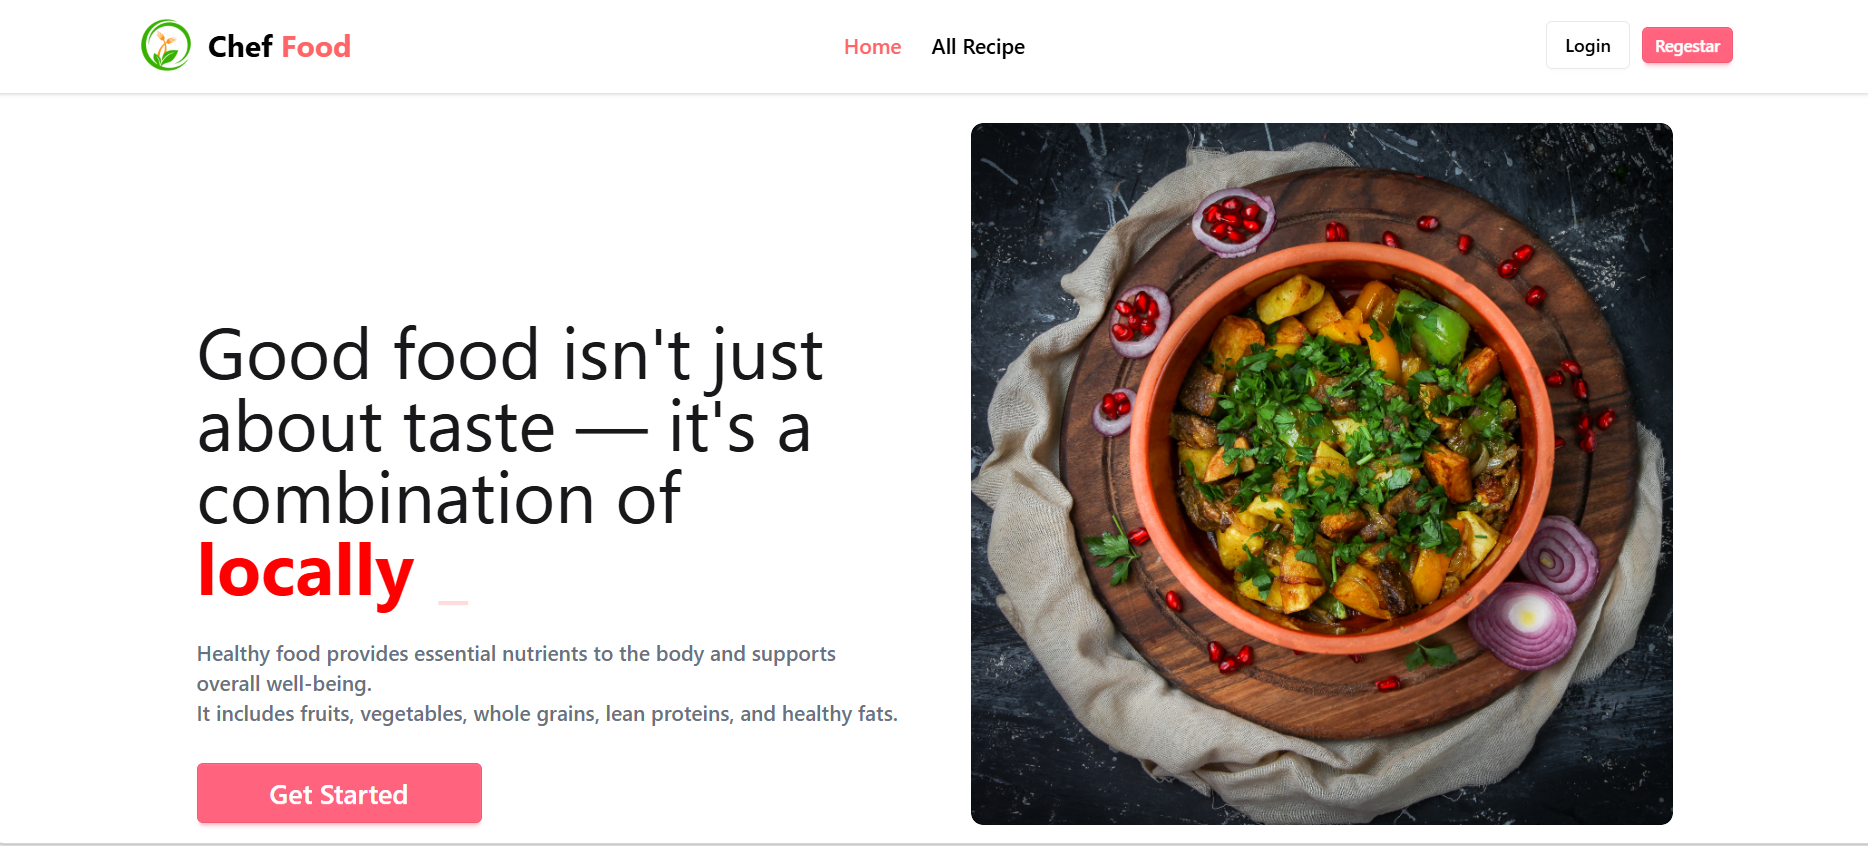 Chef Food
Home
All Recipe
Login
Regestar
Good food isn't just
about taste — it's a
combination of
locally _
Healthy food provides essential nutrients to the body and supports
overall well-being.
It includes fruits, vegetables, whole grains, lean proteins, and healthy fats.
Get Started